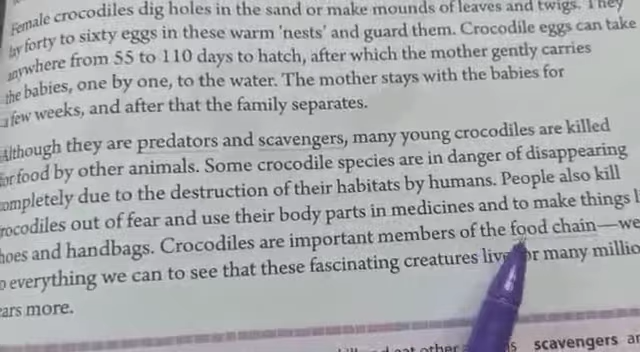 Female crocodiles dig holes in the sand or make mounds of leaves and twigs. They
lay forty to sixty eggs in these warm 'nests' and guard them. Crocodile eggs can take
anywhere from 55 to 110 days to hatch, after which the mother gently carries
the babies, one by one, to the water. The mother stays with the babies for
a few weeks, and after that the family separates.
Although they are predators and scavengers, many young crocodiles are killed
for food by other animals. Some crocodile species are in danger of disappearing
completely due to the destruction of their habitats by humans. People also kill
rocodiles out of fear and use their body parts in medicines and to make things l
hoes and handbags. Crocodiles are important members of the food chain—we
o everything we can to see that these fascinating creatures live or many millio
ears more.
eat other scavengers